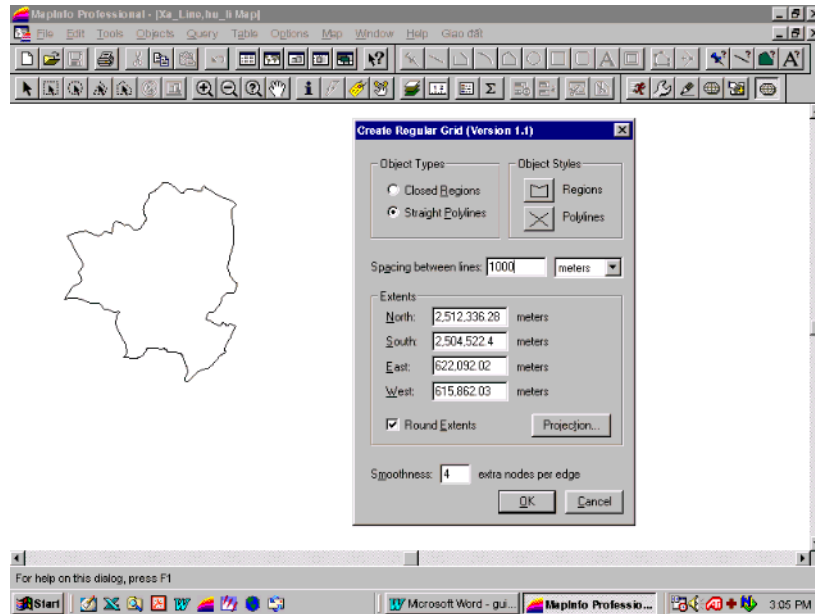 MapInfo Professional - [Xa_Line,hu_li Map]
File Edit Tools Objects Query Table Options Map Window Help Giao đất
Create Regular Grid (Version 1.1)
Object Types
Object Styles
Closed Regions
Regions
Straight Polylines
Polylines
Spacing between lines: 1000 meters
Extents
North: 2,512,336.28 meters
South: 2,504,522.4 meters
East: 622,092.02 meters
West: 615,862.03 meters
Round Extents
Projection...
Smoothness: 4 extra nodes per edge
OK Cancel
For help on this dialog, press F1
Start Microsoft Word - gui... MapInfo Professio... 3:05 PM